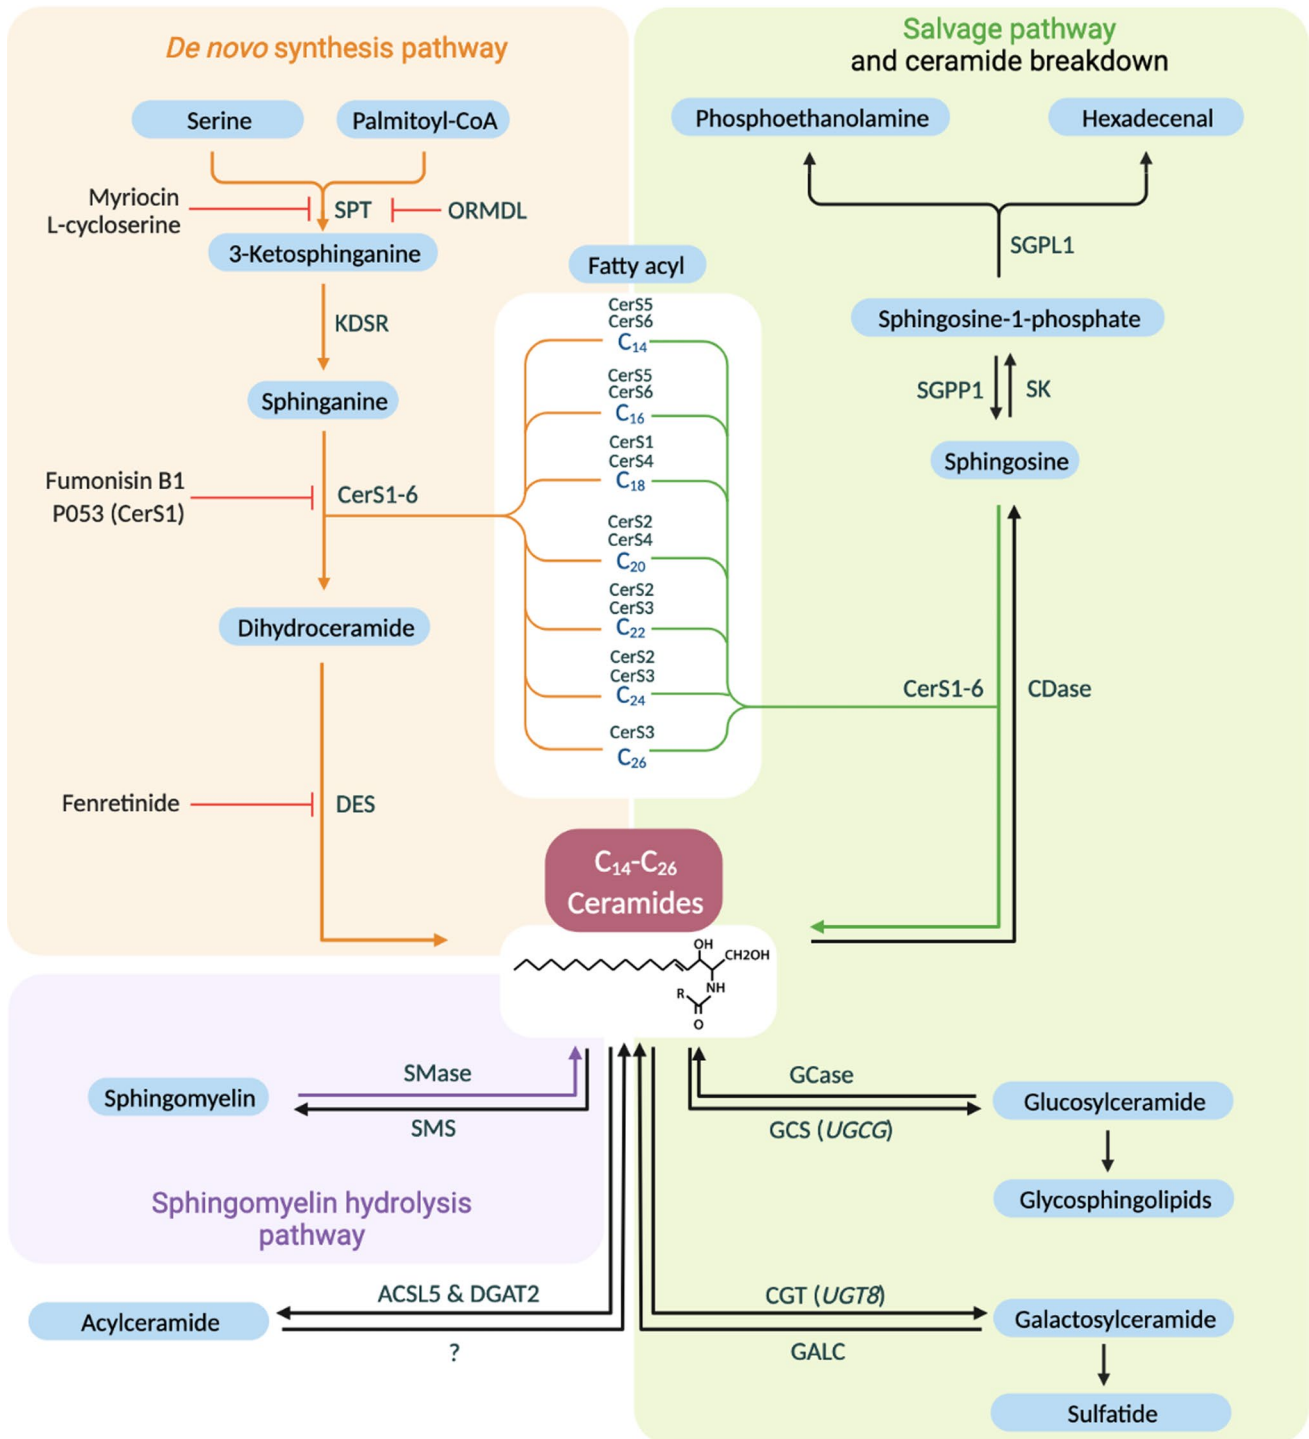 De novo synthesis pathway
Serine
Palmitoyl-CoA
Myriocin
L-cycloserine
SPT
ORMDL
3-Ketosphinganine
KDSR
Sphinganine
Fumonisin B1
P053 (CerS1)
CerS1-6
Dihydroceramide
Fenretinide
DES
Fatty acyl
CerS5
CerS6
C14
CerS5
CerS6
C16
CerS1
CerS4
C18
CerS2
CerS4
C20
CerS2
CerS3
C22
CerS2
CerS3
C24
CerS3
C26
Salvage pathway
and ceramide breakdown
Phosphoethanolamine
Hexadecenal
SGPL1
Sphingosine-1-phosphate
SGPP1
SK
Sphingosine
CerS1-6
CDase
C14-C26
Ceramides
OH
CH2OH
NH
R
O
SMase
Sphingomyelin
SMS
Sphingomyelin hydrolysis
pathway
ACSL5 & DGAT2
Acylceramide
?
GCase
Glucosylceramide
GCS (UGCG)
Glycosphingolipids
CGT (UGT8)
Galactosylceramide
GALC
Sulfatide